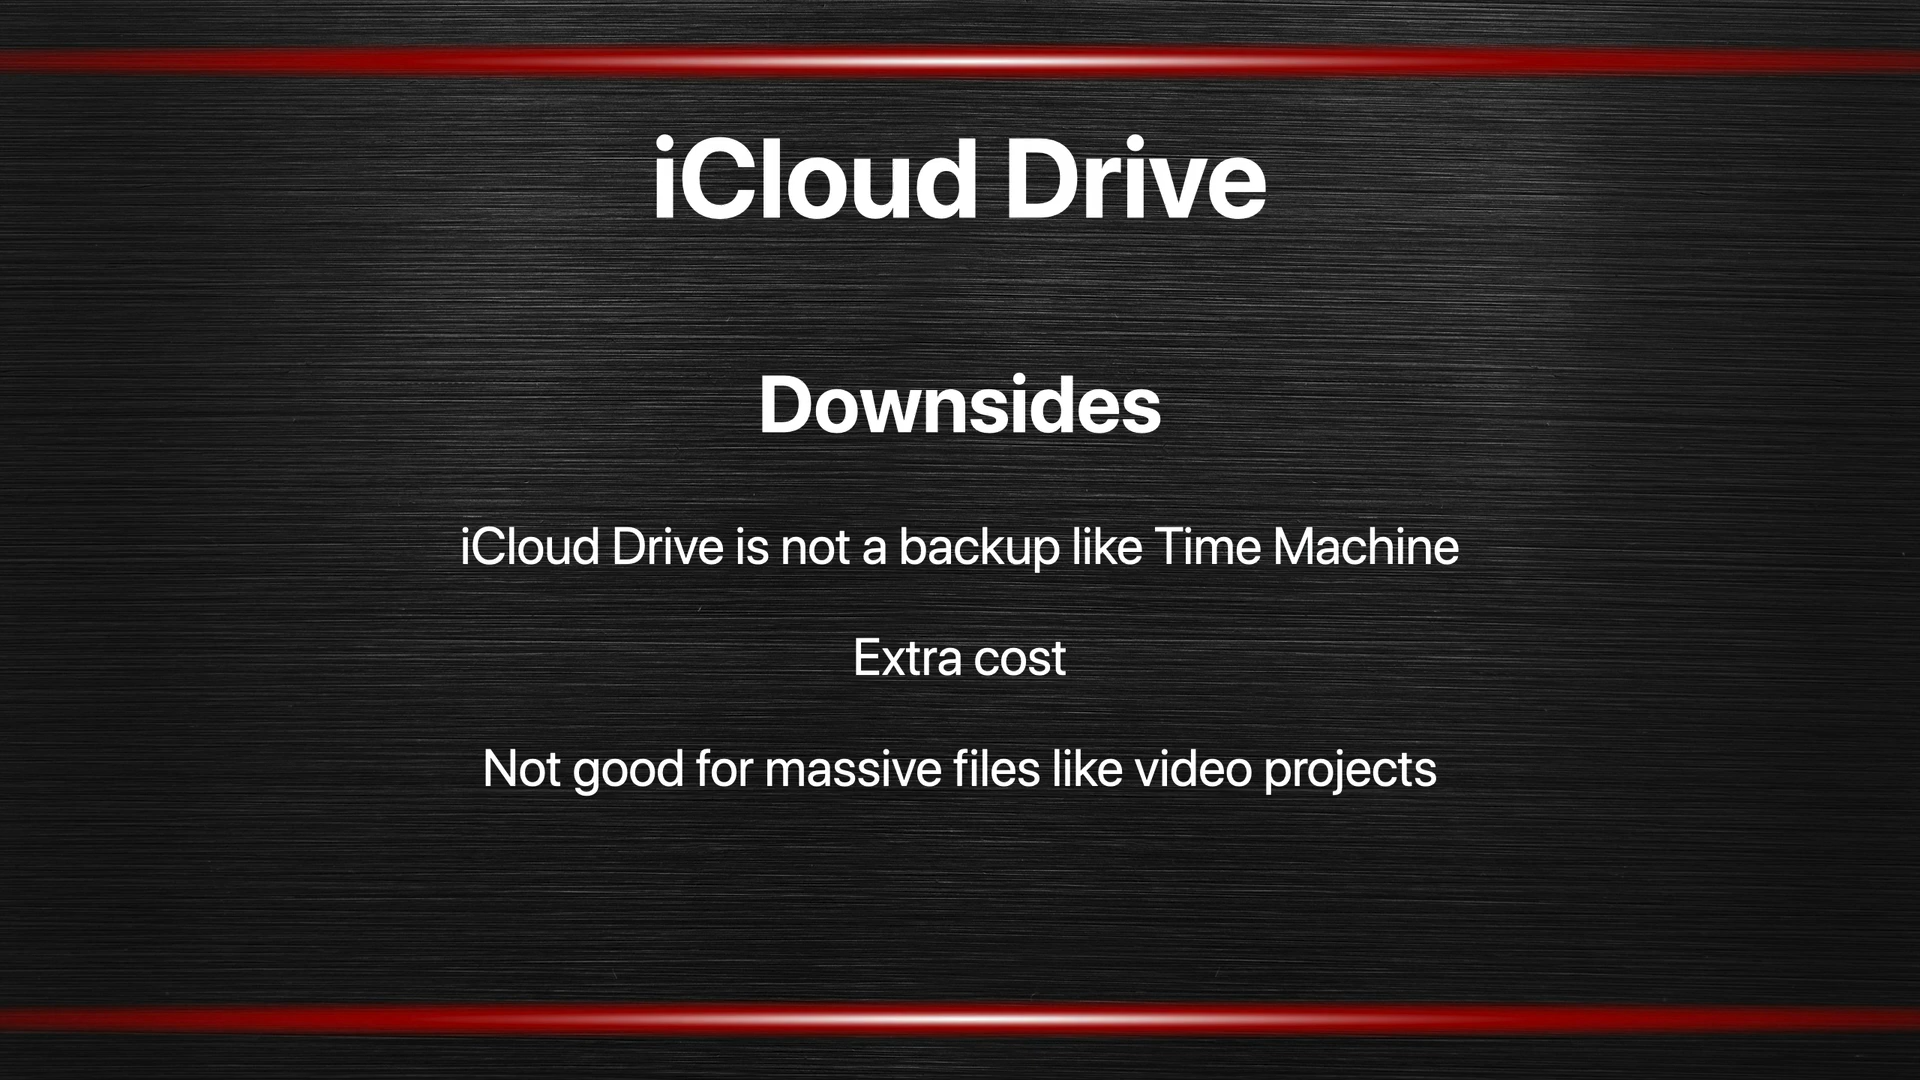 iCloud Drive
Downsides
iCloud Drive is not a backup like Time Machine
Extra cost
Not good for massive files like video projects